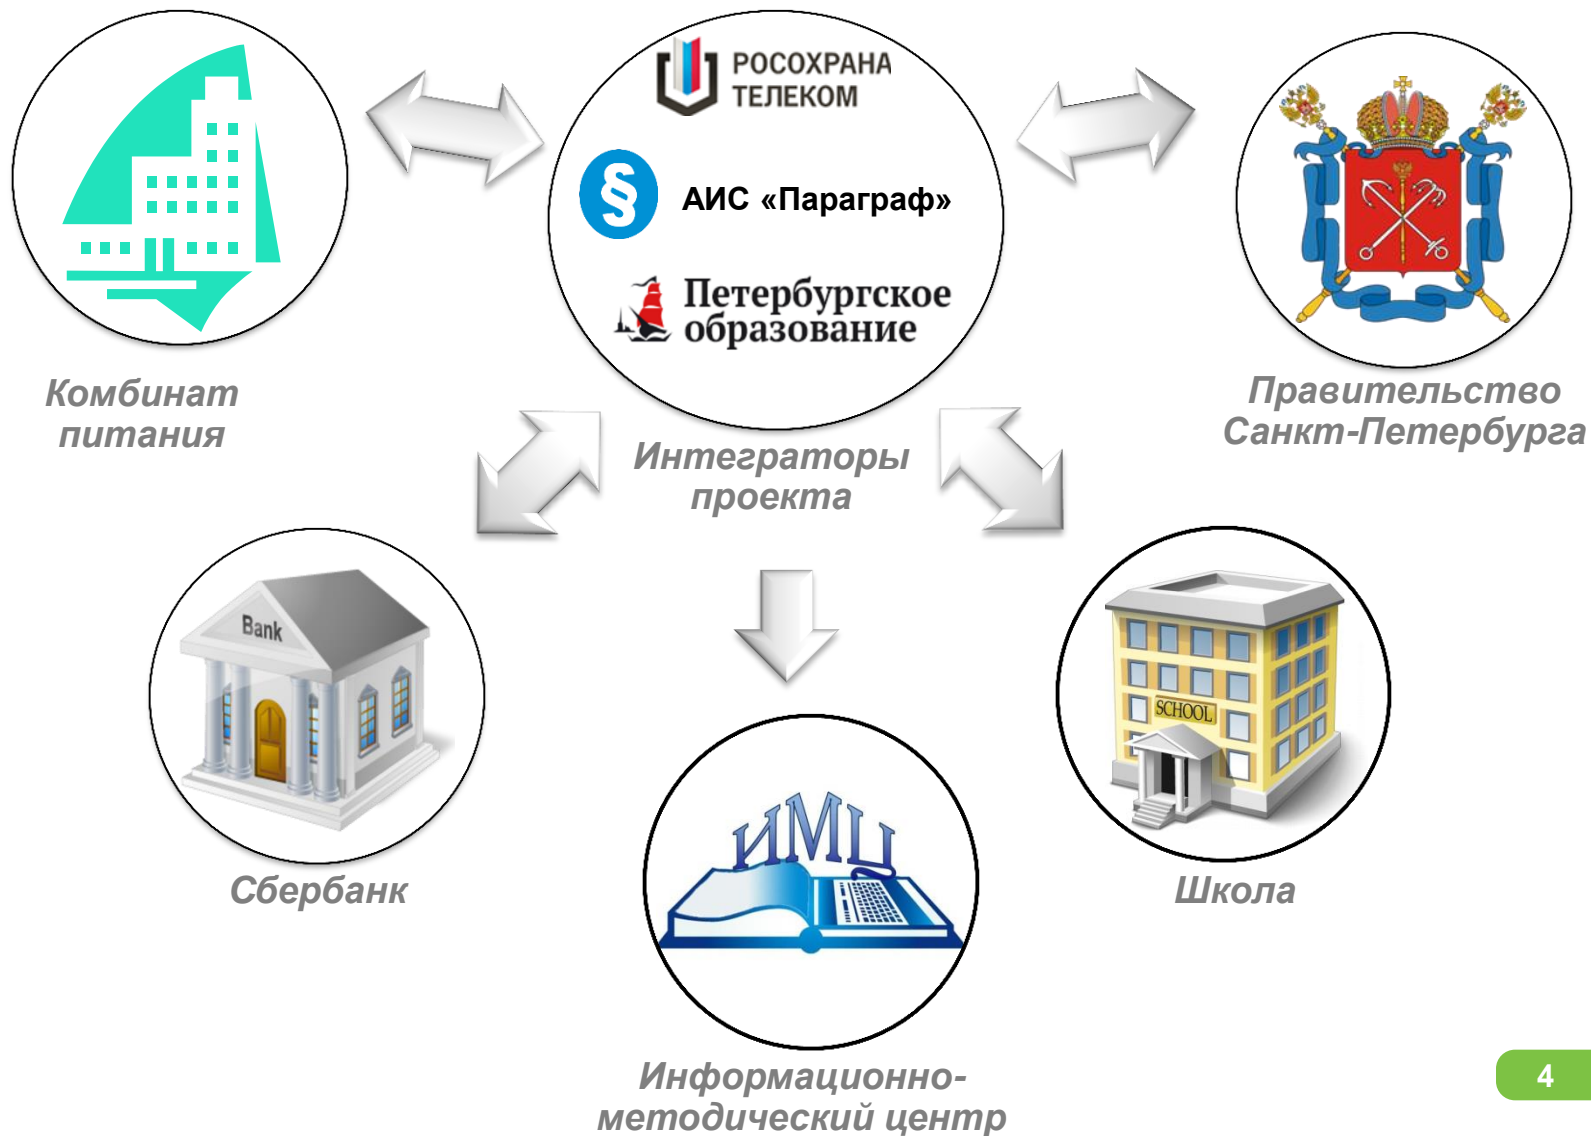 РОСОХРАНА
ТЕЛЕКОМ
§
АИС «Параграф»
Петербургское
образование
Комбинат
питания
Интеграторы
проекта
Правительство
Санкт-Петербурга
Bank
Сбербанк
SCHOOL
Школа
ИМЦ
Информационно-
методический центр
4